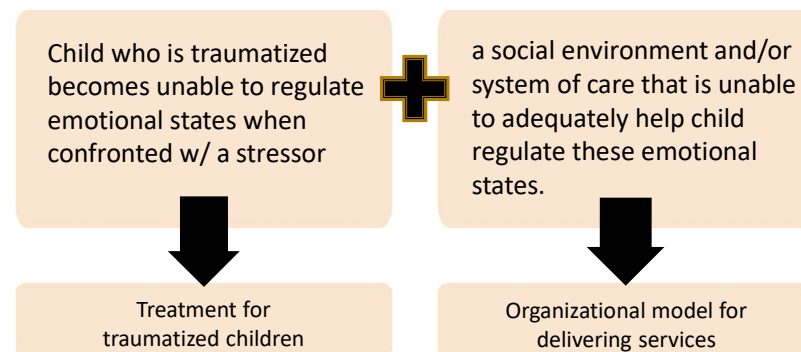 Child who is traumatized
becomes unable to regulate
emotional states when
confronted w/ a stressor
a social environment and/or
system of care that is unable
to adequately help child
regulate these emotional
states.
Treatment for
traumatized children
Organizational model for
delivering services